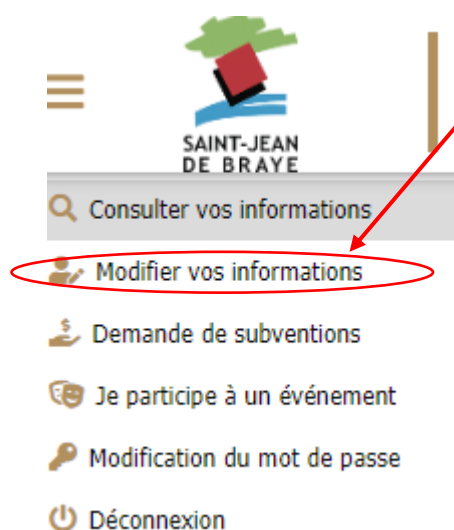 SAINT-JEAN
DE BRAYE
Consulter vos informations
Modifier vos informations
Demande de subventions
Je participe à un événement
Modification du mot de passe
Déconnexion